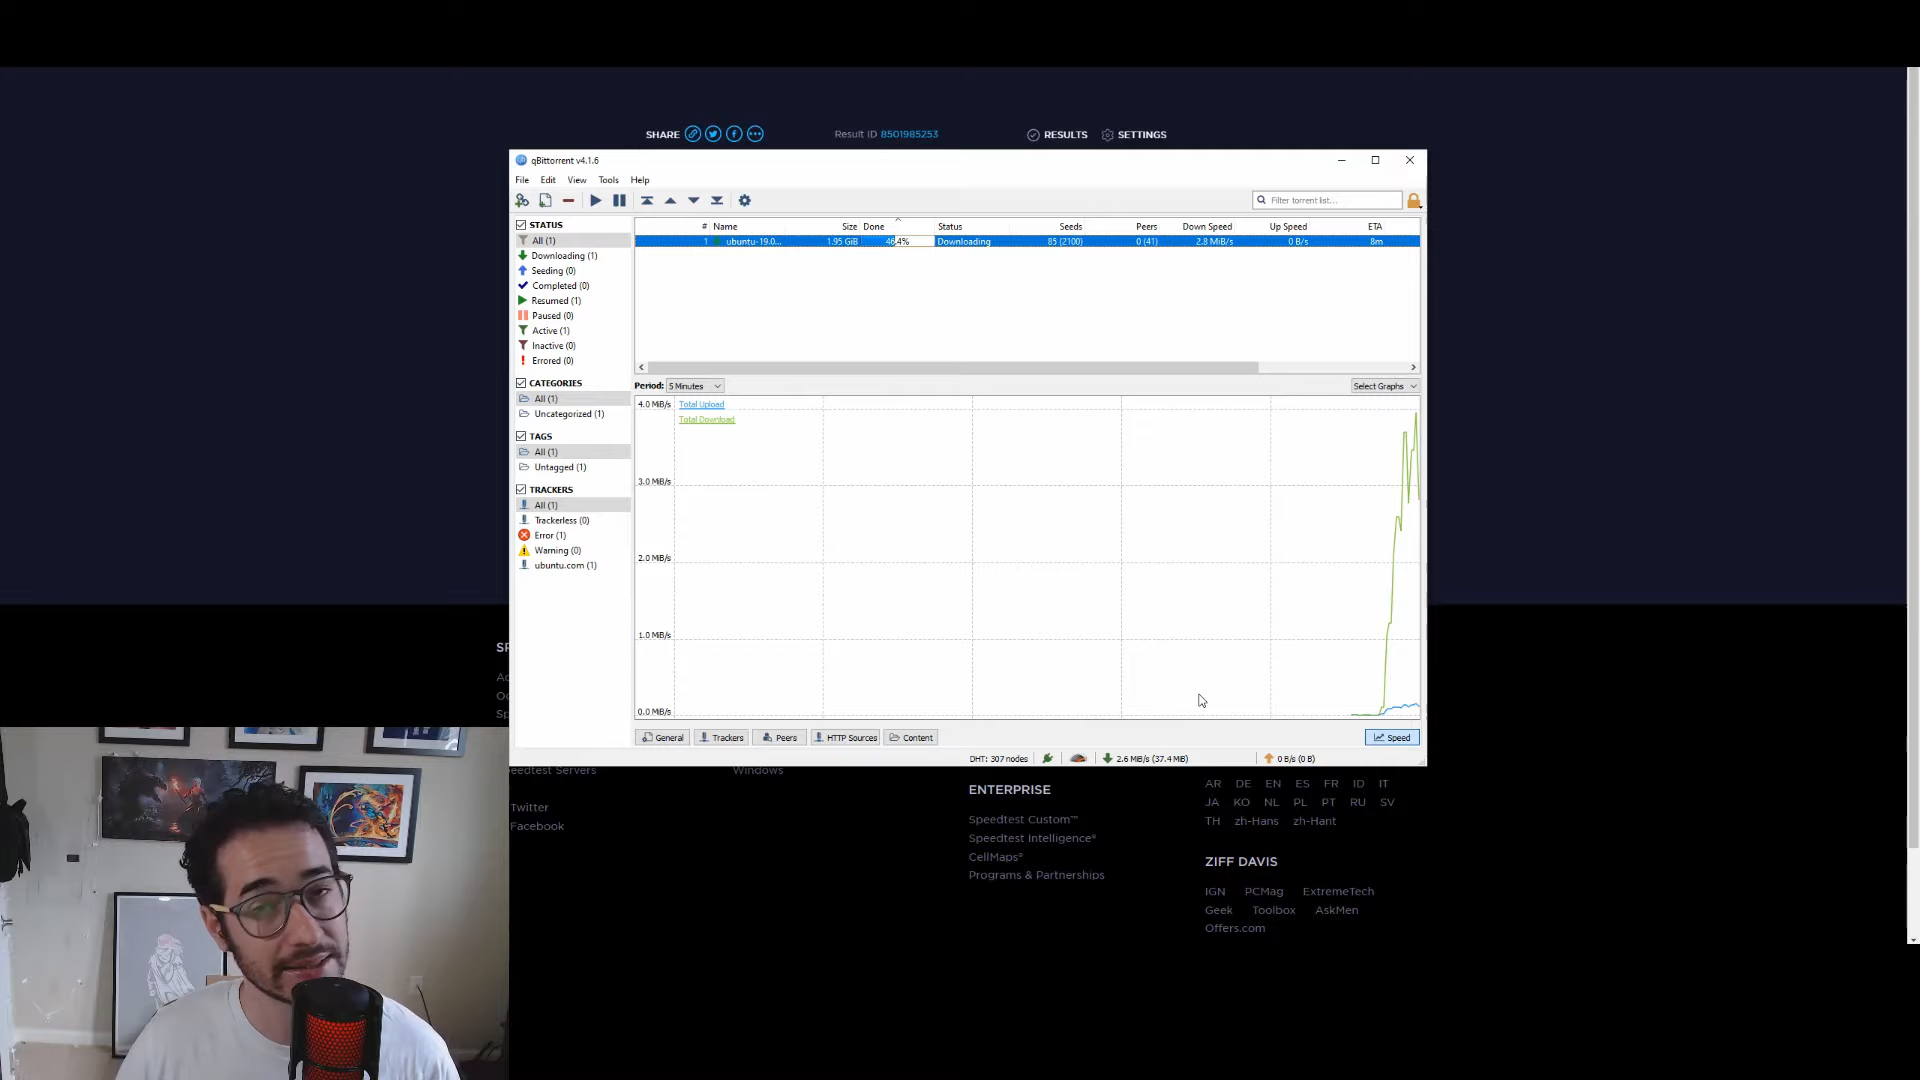 SHARE
Result ID 8501985253
RESULTS SETTINGS
qBittorrent v4.1.6
File Edit View Tools Help
Filter torrent list...
STATUS
All (1)
Downloading (1)
Seeding (0)
Completed (0)
Resumed (1)
Paused (0)
Active (1)
Inactive (0)
Errored (0)
CATEGORIES
All (1)
Uncategorized (1)
TAGS
All (1)
Untagged (1)
TRACKERS
All (1)
Trackerless (0)
Error (1)
Warning (0)
ubuntu.com (1)
# Name Size Done Status Seeds Peers Down Speed Up Speed ETA
1 ubuntu-19.0... 1.95 GiB 46.4% Downloading 85 (2100) 0 (41) 2.8 MiB/s 0 B/s 8m
Period: 5 Minutes Select Graphs
4.0 MiB/s Total Upload
Total Download
3.0 MiB/s
2.0 MiB/s
1.0 MiB/s
0.0 MiB/s
General Trackers Peers HTTP Sources Content Speed
DHT: 307 nodes 2.6 MiB/s (37.4 MiB) 0 B/s (0 B)
Windows
Twitter
Facebook
ENTERPRISE
Speedtest Custom™
Speedtest Intelligence®
CellMaps®
Programs & Partnerships
AR DE EN ES FR ID IT
JA KO NL PL PT RU SV
TH zh-Hans zh-Hant
ZIFF DAVIS
IGN PCMag ExtremeTech
Geek Toolbox AskMen
Offers.com